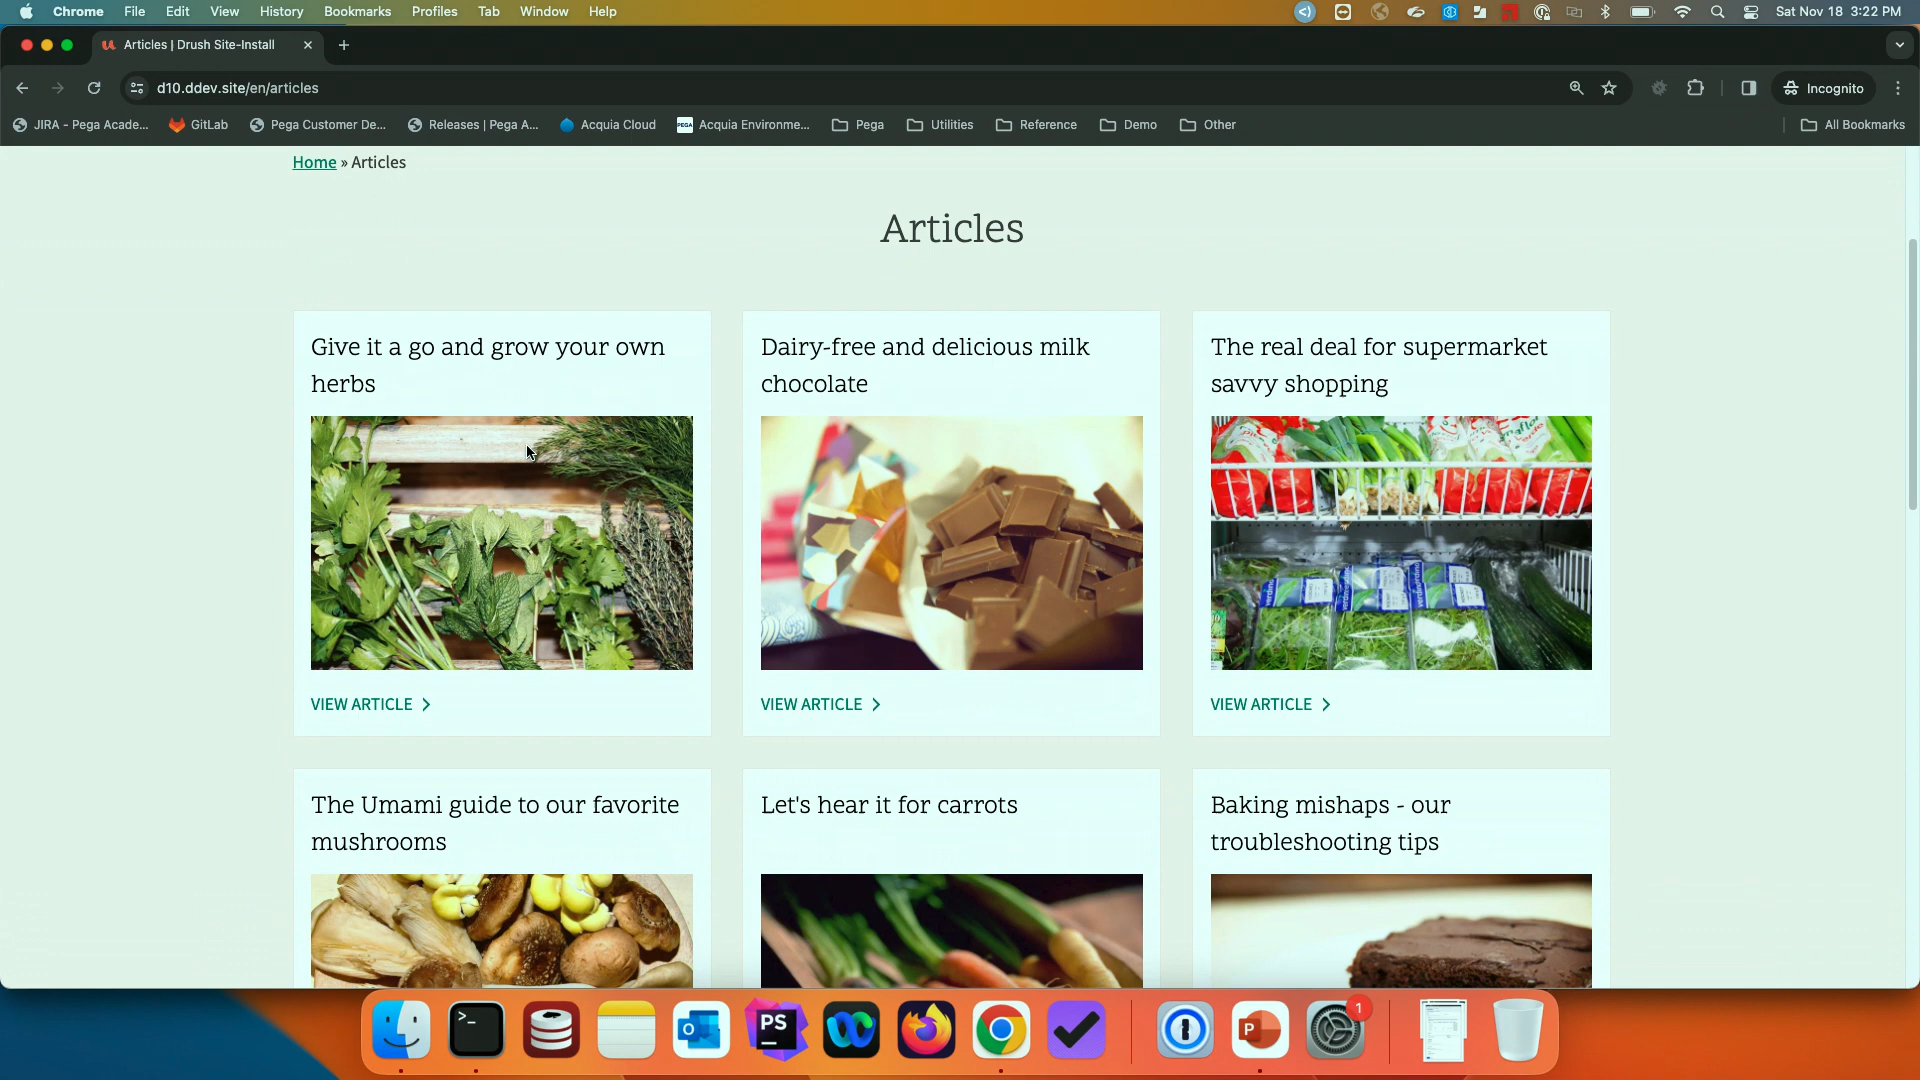 Chrome File Edit View History Bookmarks Profiles Tab Window Help Sat Nov 18 3:22 PM
Articles | Drush Site-Install
d10.ddev.site/en/articles Incognito
JIRA - Pega Acade... GitLab Pega Customer De... Releases | Pega A... Acquia Cloud PEGA Acquia Environme... Pega Utilities Reference Demo Other All Bookmarks
Home » Articles
Articles
Give it a go and grow your own
herbs
Dairy-free and delicious milk
chocolate
The real deal for supermarket
savvy shopping
VIEW ARTICLE
VIEW ARTICLE
VIEW ARTICLE
The Umami guide to our favorite
mushrooms
Let's hear it for carrots
Baking mishaps - our
troubleshooting tips
>_
PS
P
1